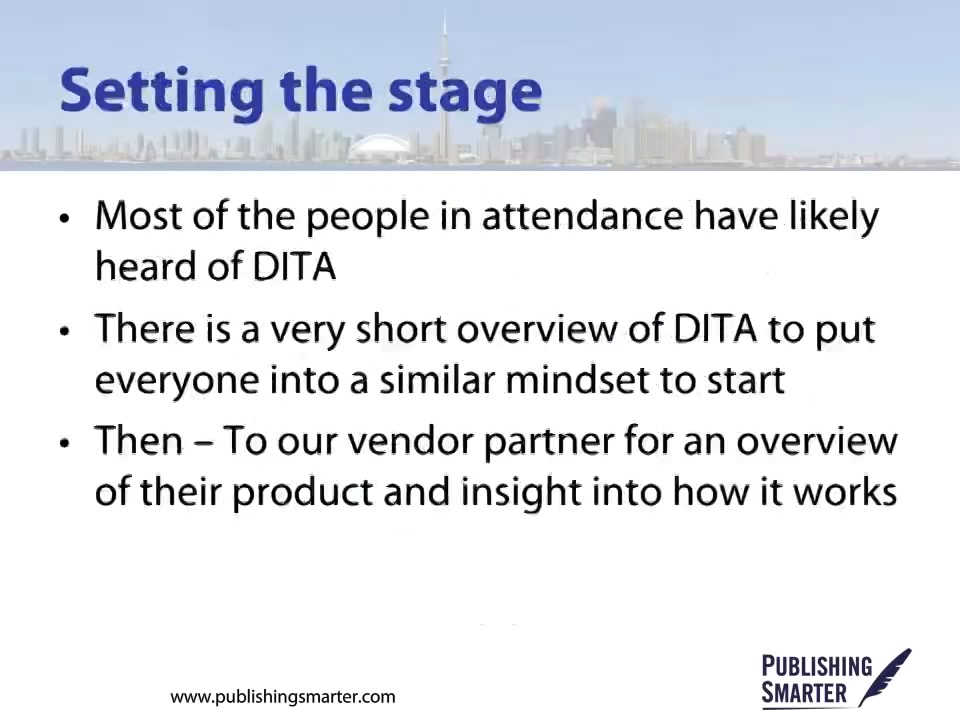 Setting the stage
• Most of the people in attendance have likely
heard of DITA
• There is a very short overview of DITA to put
everyone into a similar mindset to start
• Then – To our vendor partner for an overview
of their product and insight into how it works
www.publishingsmarter.com
PUBLISHING
SMARTER